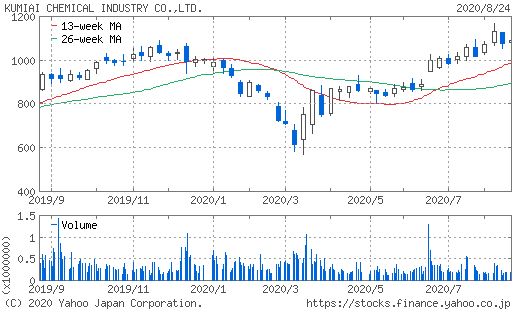 KUMIAI CHEMICAL INDUSTRY CO.,LTD. 2020/8/24
1200
13-week MA
26-week MA
1000
800
600
400
2019/9 2019/11 2020/1 2020/3 2020/5 2020/7
1.5
Volume
1
0.5
0
(x1000000)
2019/9 2019/11 2020/1 2020/3 2020/5 2020/7
(C) 2020 Yahoo Japan Corporation. https://stocks.finance.yahoo.co.jp